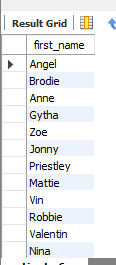 Result Grid
first_name
Angel
Brodie
Anne
Gytha
Zoe
Jonny
Priestley
Mattie
Vin
Robbie
Valentin
Nina